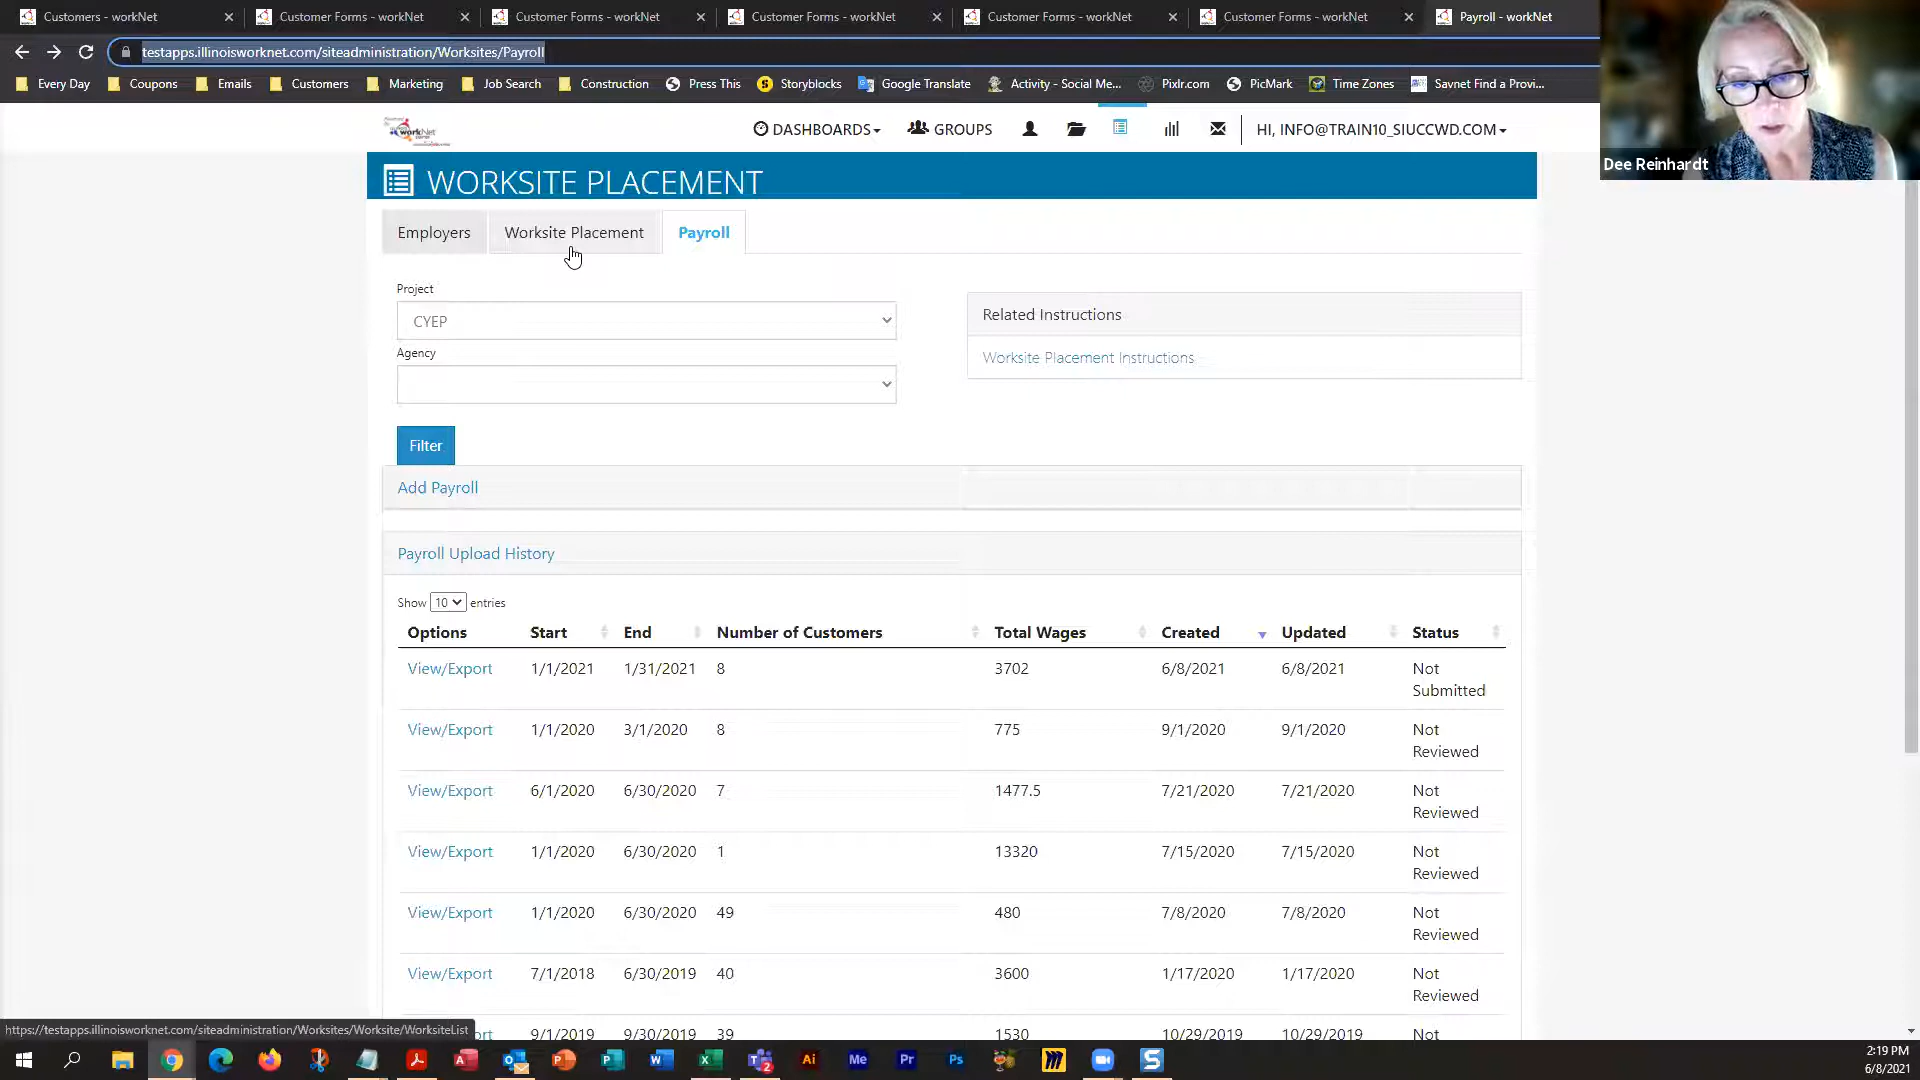 Customers - workNet
Customer Forms - workNet
Customer Forms - workNet
Customer Forms - workNet
Customer Forms - workNet
Customer Forms - workNet
Payroll - workNet
testapps.illinoisworknet.com/siteadministration/Worksites/Payroll
Every Day
Coupons
Emails
Customers
Marketing
Job Search
Construction
Press This
Storyblocks
Google Translate
Activity - Social Me...
Pixlr.com
PicMark
Time Zones
Savnet Find a Provi...
workNet
DASHBOARDS
GROUPS
HI, INFO@TRAIN10_SIUCCWD.COM
Dee Reinhardt
WORKSITE PLACEMENT
Employers
Worksite Placement
Payroll
Project
CYEP
Agency
Related Instructions
Worksite Placement Instructions
Filter
Add Payroll
Payroll Upload History
Show 10 entries
Options Start End Number of Customers Total Wages Created Updated Status
View/Export 1/1/2021 1/31/2021 8 3702 6/8/2021 6/8/2021 Not
Submitted
View/Export 1/1/2020 3/1/2020 8 775 9/1/2020 9/1/2020 Not
Reviewed
View/Export 6/1/2020 6/30/2020 7 1477.5 7/21/2020 7/21/2020 Not
Reviewed
View/Export 1/1/2020 6/30/2020 1 13320 7/15/2020 7/15/2020 Not
Reviewed
View/Export 1/1/2020 6/30/2020 49 480 7/8/2020 7/8/2020 Not
Reviewed
View/Export 7/1/2018 6/30/2019 40 3600 1/17/2020 1/17/2020 Not
Reviewed
9/1/2019 9/30/2019 39 1530 10/29/2019 10/29/2019 Not
https://testapps.illinoisworknet.com/siteadministration/Worksites/Worksite/WorksiteList
2:19 PM
6/8/2021